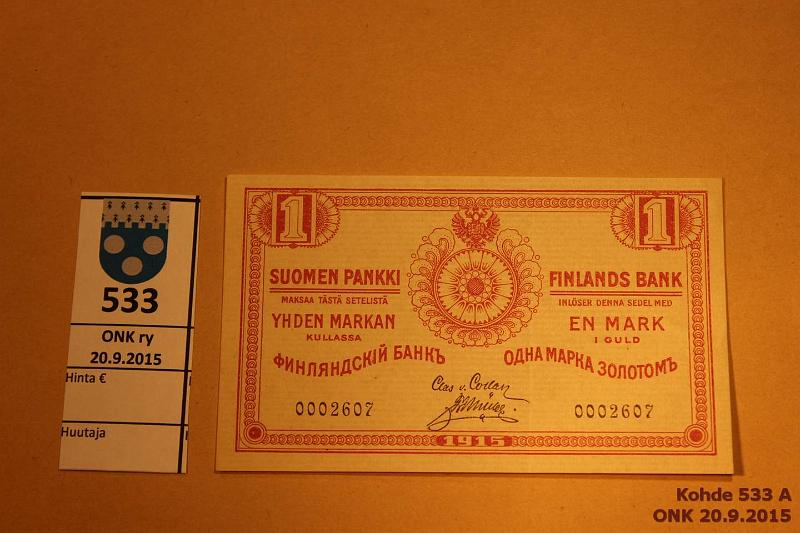 533
ONK ry
20.9.2015
Hinta €
Huutaja
1 1
SUOMEN PANKKI
MAKSAA TÄSTÄ SETELISTÄ
YHDEN MARKAN
KULLASSA
FINLANDS BANK
INLÖSER DENNA SEDEL MED
EN MARK
I GULD
ФИНЛЯНДСКІЙ БАНКЪ
ОДНА МАРКА ЗОЛОТОМЪ
0002607 0002607
Clas v. Collan
1915
Kohde 533 A
ONK 20.9.2015